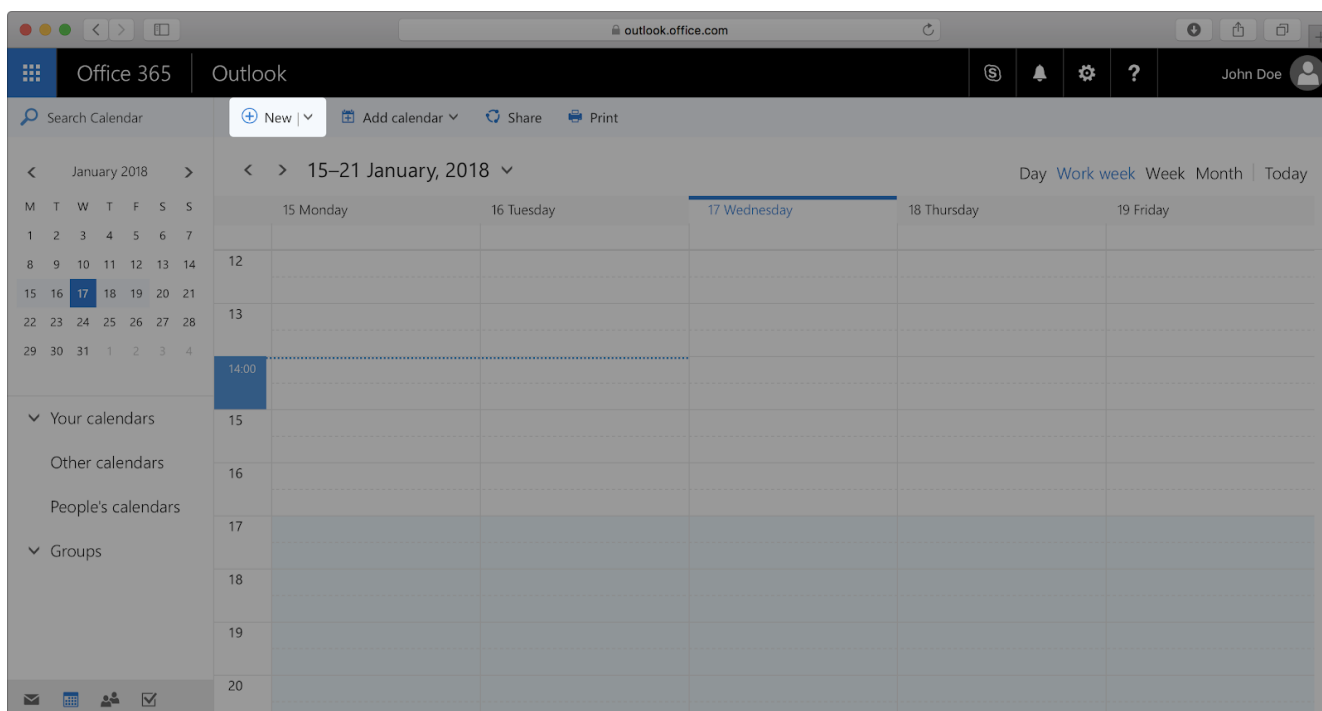 outlook.office.com
Office 365 Outlook John Doe
Search Calendar New Add calendar Share Print
January 2018 15–21 January, 2018 Day Work week Week Month Today
M T W T F S S 15 Monday 16 Tuesday 17 Wednesday 18 Thursday 19 Friday
1 2 3 4 5 6 7
8 9 10 11 12 13 14
15 16 17 18 19 20 21
22 23 24 25 26 27 28
29 30 31 1 2 3 4
Your calendars
Other calendars
People's calendars
Groups
12
13
14:00
15
16
17
18
19
20